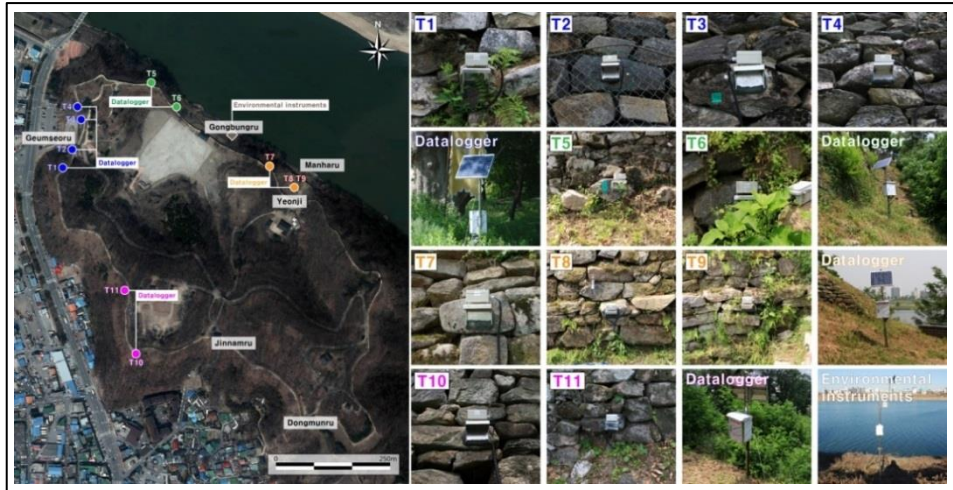 N
T5
Datalogger
T4
T6
Environmental instruments
Gongbungru
Geumseoru
T2
Datalogger
T1
T7
Manharu
Datalogger
T8 T9
Yeonji
T11
Datalogger
Jinnamru
T10
Dongmunru
0
250m
T1
T2
T3
T4
Datalogger
T5
T6
Datalogger
T7
T8
T9
Datalogger
T10
T11
Datalogger
Environmental
Instruments